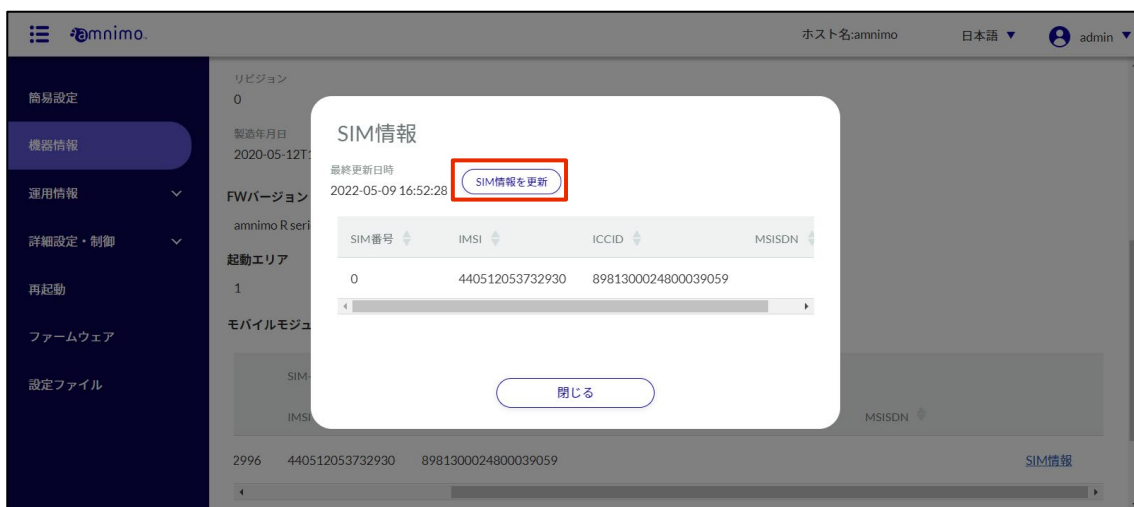 amnimo.
ホスト名:amnimo 日本語 ▼ admin ▼
簡易設定
機器情報
運用情報
詳細設定・制御
再起動
ファームウェア
設定ファイル
リビジョン
0
製造年月日
2020-05-12T
FWバージョン
amnimo R seri
起動エリア
1
モバイルモジュ
SIM情報
最終更新日時
2022-05-09 16:52:28
SIM情報を更新
SIM番号 IMSI ICCID MSISDN
0 440512053732930 8981300024800039059
閉じる
SIM-
IMSI
MSISDN
2996 440512053732930 8981300024800039059 SIM情報